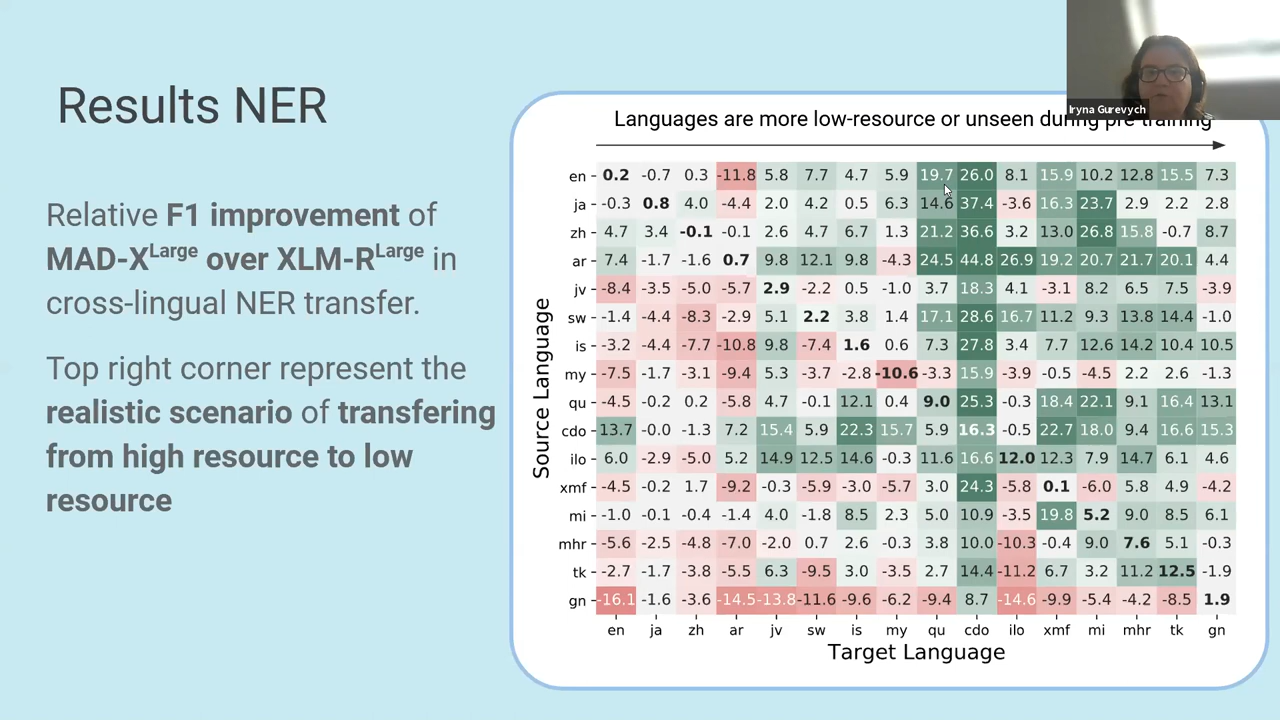 Iryna Gurevych
Results NER
Relative F1 improvement of
MAD-X^Large over XLM-R^Large in
cross-lingual NER transfer.
Top right corner represent the
realistic scenario of transfering
from high resource to low
resource
Languages are more low-resource or unseen during pre training
Source Language
en 0.2 -0.7 0.3 -11.8 5.8 7.7 4.7 5.9 19.7 26.0 8.1 15.9 10.2 12.8 15.5 7.3
ja -0.3 0.8 4.0 -4.4 2.0 4.2 0.5 6.3 14.6 37.4 -3.6 16.3 23.7 2.9 2.2 2.8
zh 4.7 3.4 -0.1 -0.1 2.6 4.7 6.7 1.3 21.2 36.6 3.2 13.0 26.8 15.8 -0.7 8.7
ar 7.4 -1.7 -1.6 0.7 9.8 12.1 9.8 -4.3 24.5 44.8 26.9 19.2 20.7 21.7 20.1 4.4
jv -8.4 -3.5 -5.0 -5.7 2.9 -2.2 0.5 -1.0 3.7 18.3 4.1 -3.1 8.2 6.5 7.5 -3.9
sw -1.4 -4.4 -8.3 -2.9 5.1 2.2 3.8 1.4 17.1 28.6 16.7 11.2 9.3 13.8 14.4 -1.0
is -3.2 -4.4 -7.7 -10.8 9.8 -7.4 1.6 0.6 7.3 27.8 3.4 7.7 12.6 14.2 10.4 10.5
my -7.5 -1.7 -3.1 -9.4 5.3 -3.7 -2.8 -10.6 -3.3 15.9 -3.9 -0.5 -4.5 2.2 2.6 -1.3
qu -4.5 -0.2 0.2 -5.8 4.7 -0.1 12.1 0.4 9.0 25.3 -0.3 18.4 22.1 9.1 16.4 13.1
cdo 13.7 -0.0 -1.3 7.2 15.4 5.9 22.3 15.7 5.9 16.3 -0.5 22.7 18.0 9.4 16.6 15.3
ilo 6.0 -2.9 -5.0 5.2 14.9 12.5 14.6 -0.3 11.6 16.6 12.0 12.3 7.9 14.7 6.1 4.6
xmf -4.5 -0.2 1.7 -9.2 -0.3 -5.9 -3.0 -5.7 3.0 24.3 -5.8 0.1 -6.0 5.8 4.9 -4.2
mi -1.0 -0.1 -0.4 -1.4 4.0 -1.8 8.5 2.3 5.0 10.9 -3.5 19.8 5.2 9.0 8.5 6.1
mhr -5.6 -2.5 -4.8 -7.0 -2.0 0.7 2.6 -0.3 3.8 10.0 -10.3 -0.4 9.0 7.6 5.1 -0.3
tk -2.7 -1.7 -3.8 -5.5 6.3 -9.5 3.0 -3.5 2.7 14.4 -11.2 6.7 3.2 11.2 12.5 -1.9
gn -16.1 -1.6 -3.6 -14.5 -13.8 -11.6 -9.6 -6.2 -9.4 8.7 -14.6 -9.9 -5.4 -4.2 -8.5 1.9
en ja zh ar jv sw is my qu cdo ilo xmf mi mhr tk gn
Target Language